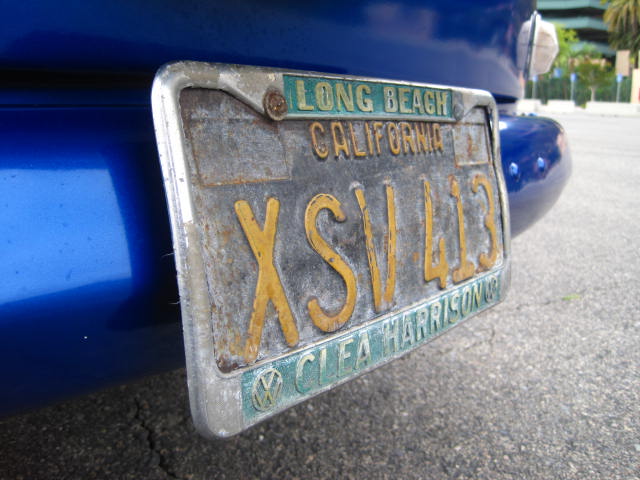 LONG BEACH
CALIFORNIA
XSV 413
CLEA HARRISON